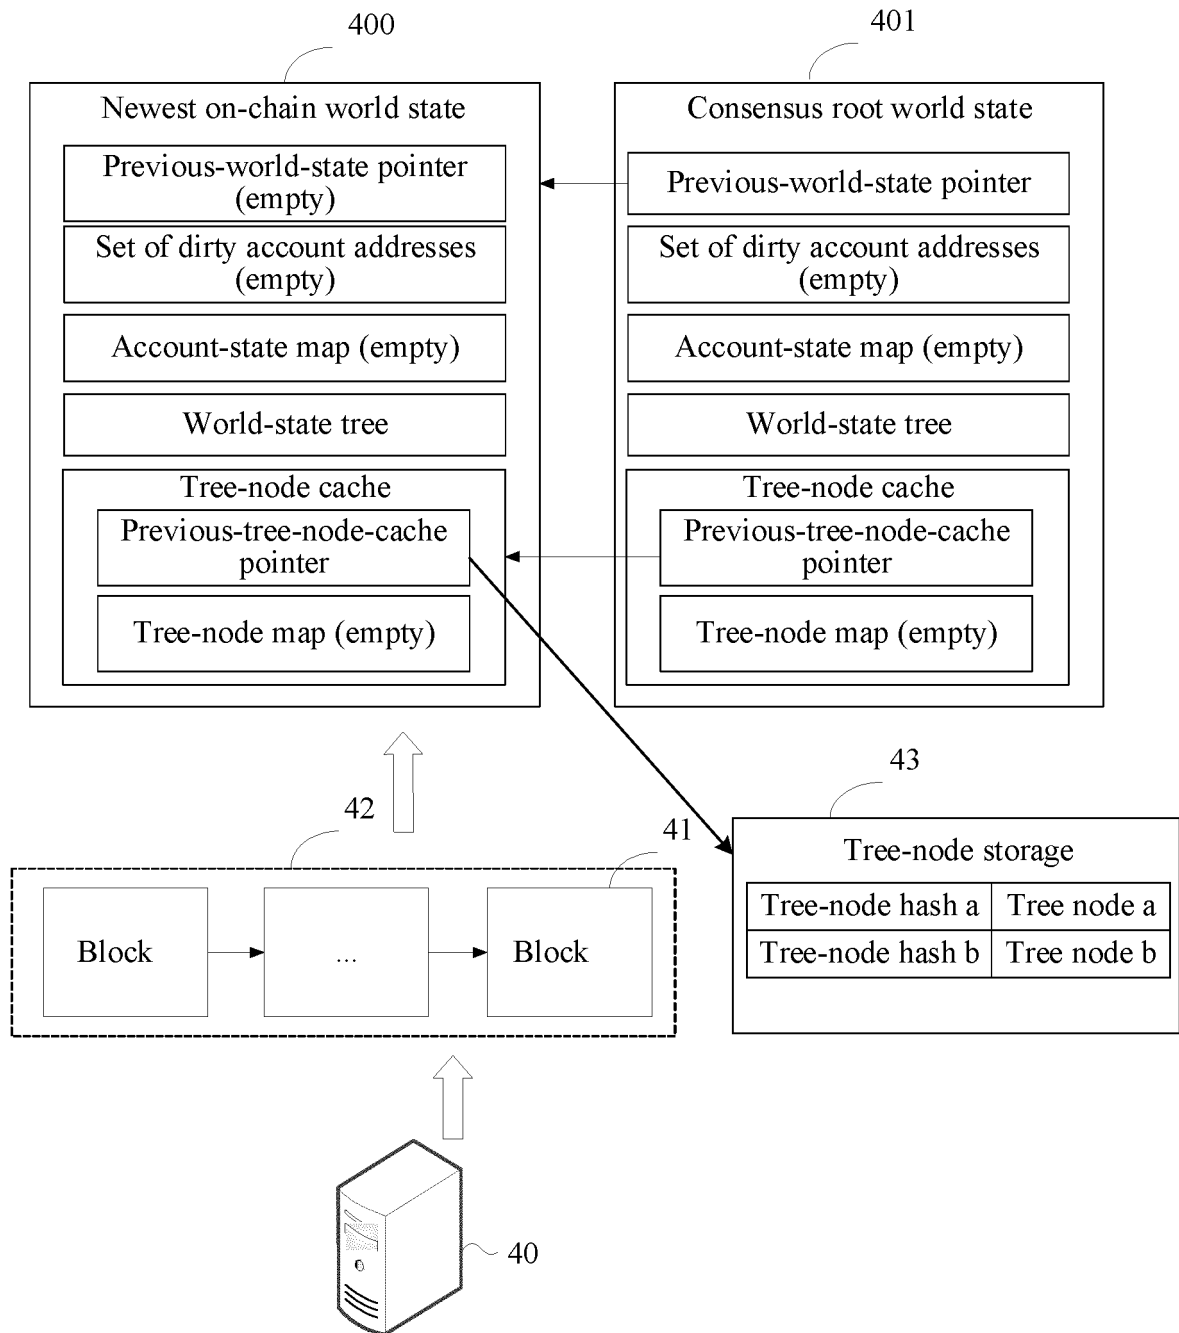 400
401
Newest on-chain world state
Previous-world-state pointer
(empty)
Set of dirty account addresses
(empty)
Account-state map (empty)
World-state tree
Tree-node cache
Previous-tree-node-cache
pointer
Tree-node map (empty)
Consensus root world state
Previous-world-state pointer
Set of dirty account addresses
(empty)
Account-state map (empty)
World-state tree
Tree-node cache
Previous-tree-node-cache
pointer
Tree-node map (empty)
42
41
Block
...
Block
43
Tree-node storage
Tree-node hash a
Tree node a
Tree-node hash b
Tree node b
40